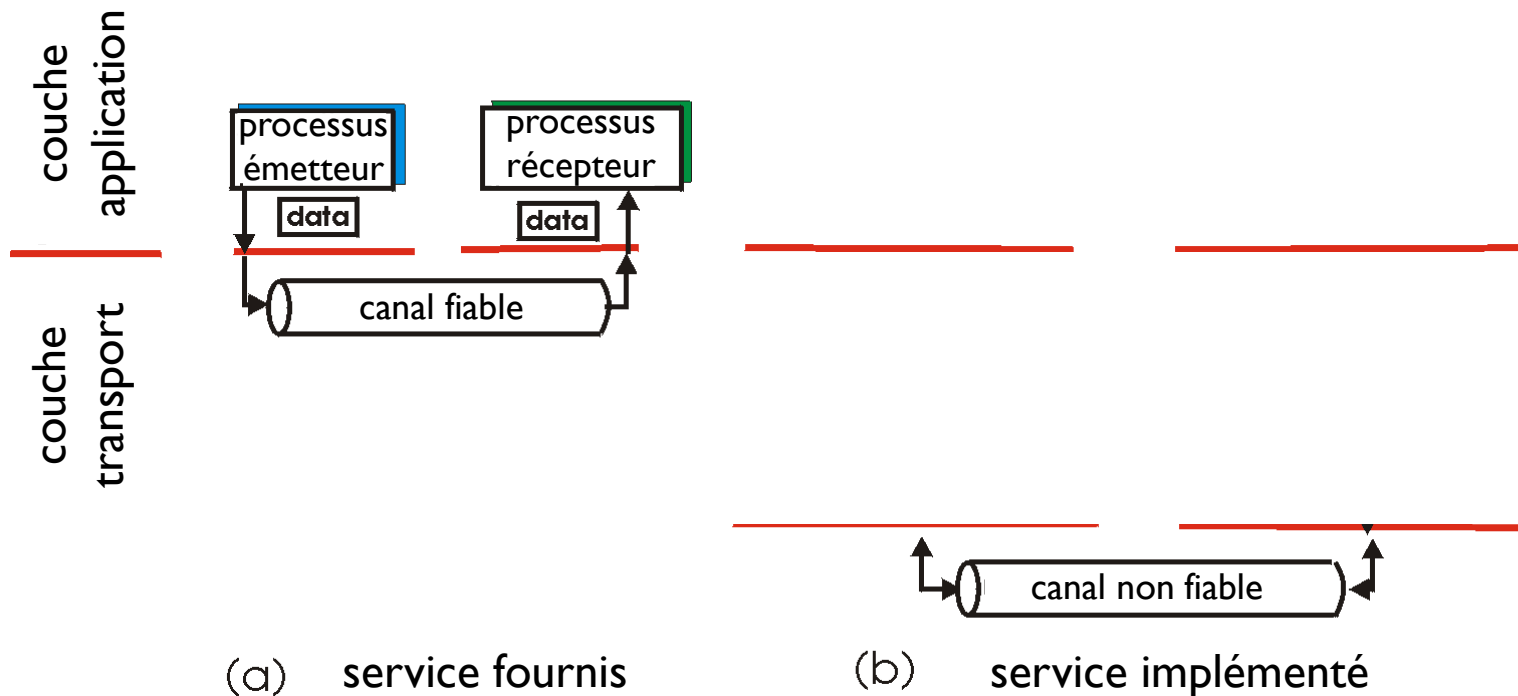 couche
application
processus
émetteur
processus
récepteur
data
data
couche
transport
canal fiable
canal non fiable
(a) service fournis
(b) service implémenté